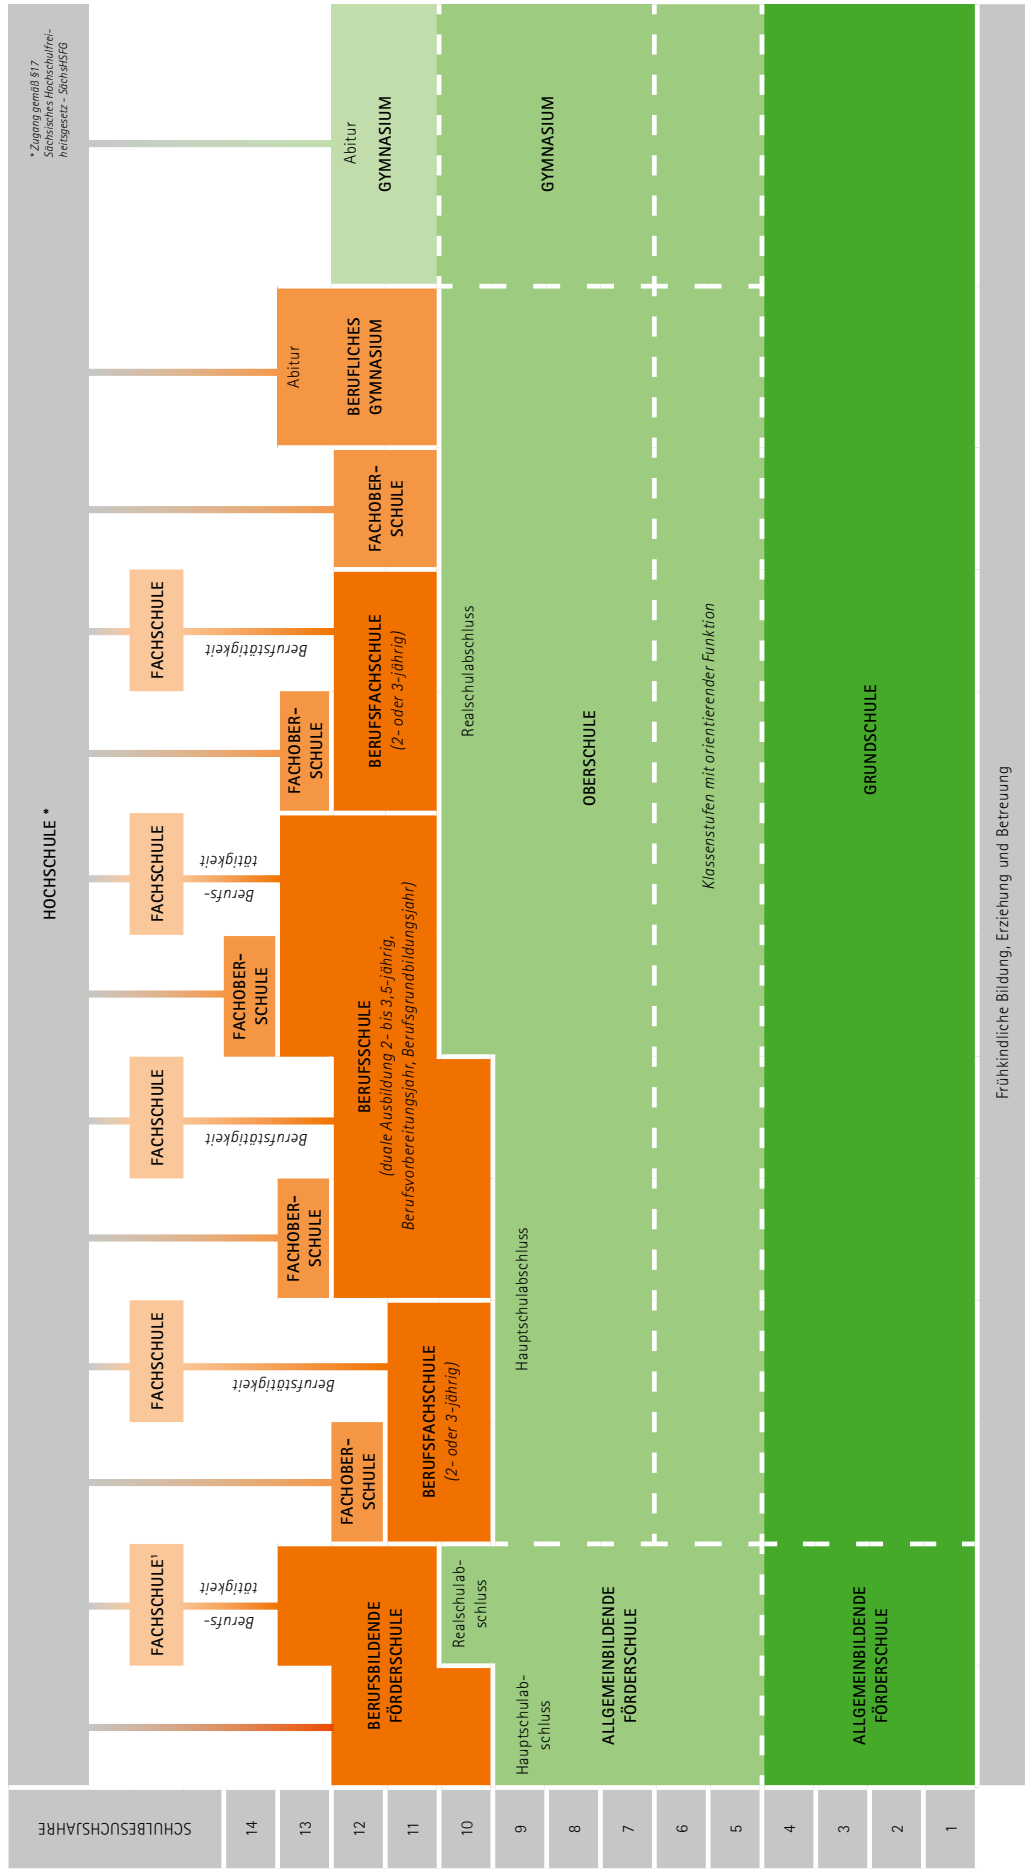 SCHULBESUCHSJAHRE
14
13
12
11
10
9
8
7
6
5
4
3
2
1
HOCHSCHULE *
* Zugang gemäß §17
Sächsisches Hochschulfrei-
heitsgesetz - SächsHSFG
FACHSCHULE¹
Berufs-
tätigkeit
FACHSCHULE
Berufstätigkeit
FACHSCHULE
Berufstätigkeit
FACHSCHULE
Berufs-
tätigkeit
FACHSCHULE
Berufstätigkeit
FACHOBER-
SCHULE
FACHOBER-
SCHULE
FACHOBER-
SCHULE
FACHOBER-
SCHULE
FACHOBER-
SCHULE
BERUFSBILDENDE
FÖRDERSCHULE
BERUFSFACHSCHULE
(2- oder 3-jährig)
BERUFSSCHULE
(duale Ausbildung 2- bis 3,5-jährig,
Berufsvorbereitungsjahr, Berufsgrundbildungsjahr)
BERUFSFACHSCHULE
(2- oder 3-jährig)
Abitur
BERUFLICHES
GYMNASIUM
Abitur
GYMNASIUM
Hauptschulab-
schluss
Realschulab-
schluss
Hauptschulabschluss
Realschulabschluss
ALLGEMEINBILDENDE
FÖRDERSCHULE
OBERSCHULE
GYMNASIUM
Klassenstufen mit orientierender Funktion
ALLGEMEINBILDENDE
FÖRDERSCHULE
GRUNDSCHULE
Frühkindliche Bildung, Erziehung und Betreuung